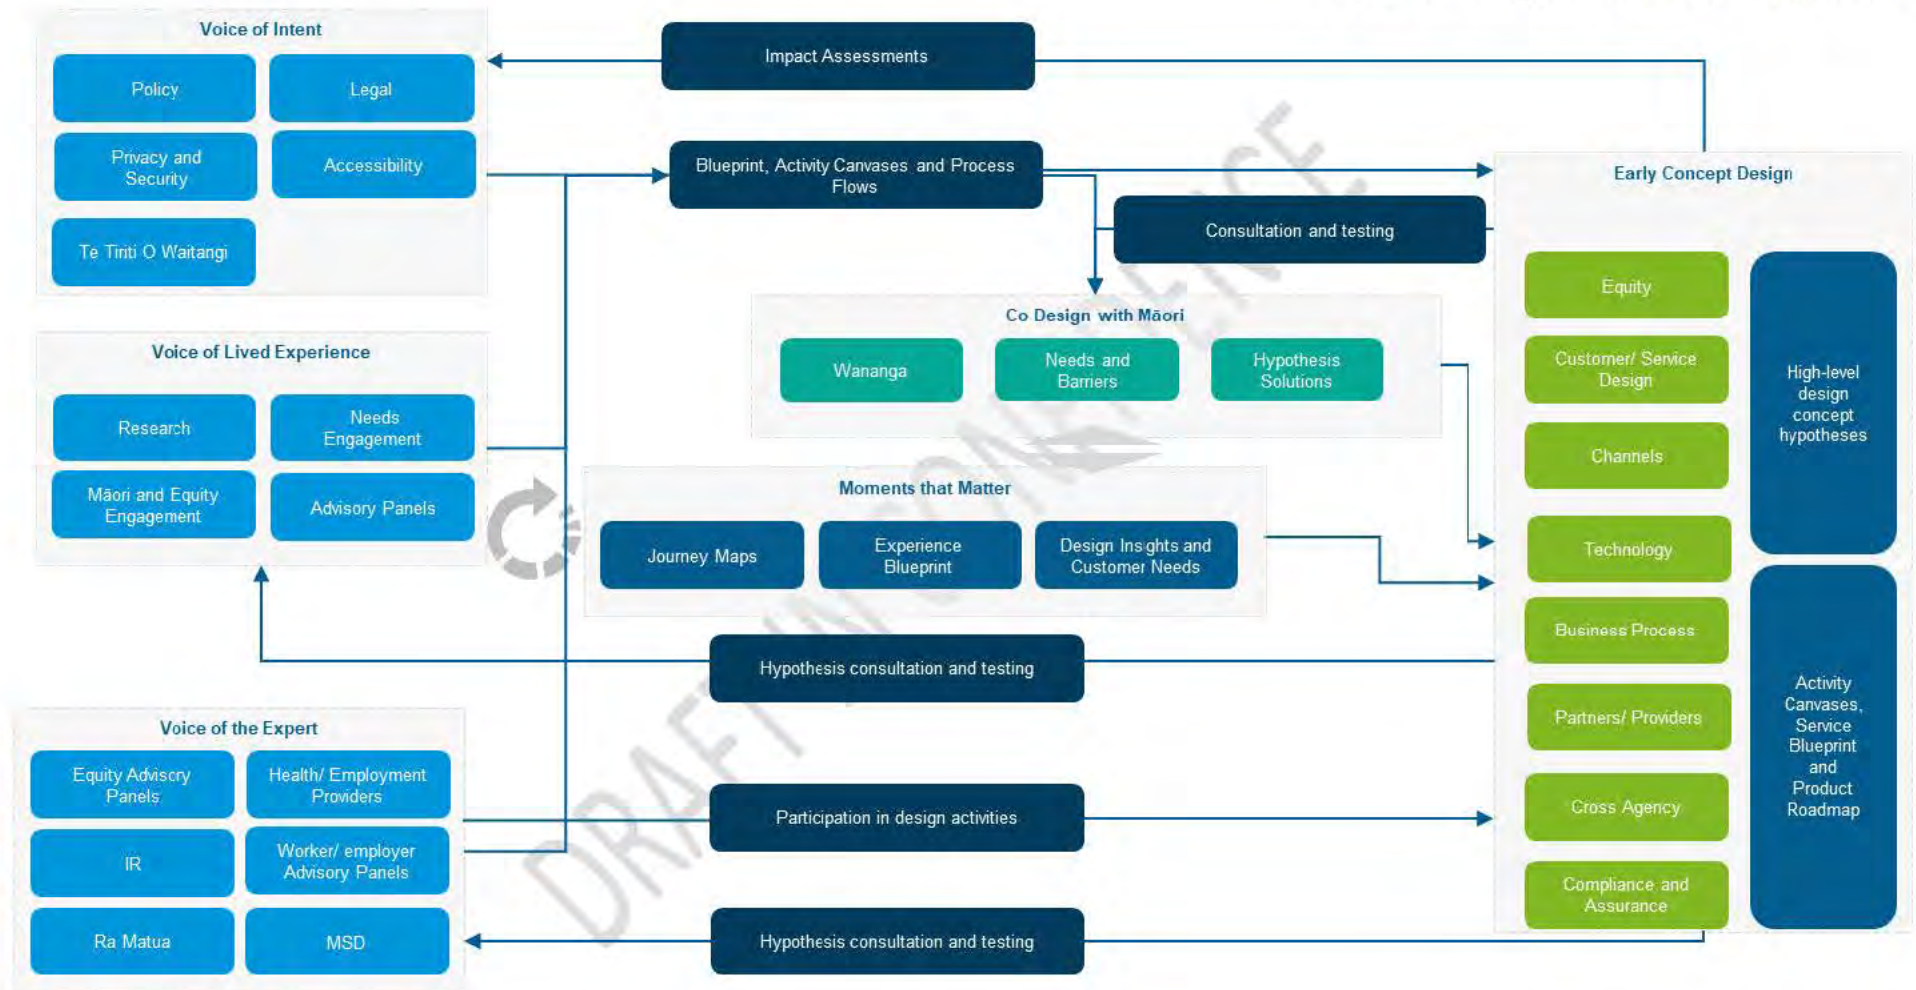 Voice of Intent
Policy
Legal
Privacy and
Security
Accessibility
Te Tiriti O Waitangi
Impact Assessments
Blueprint, Activity Canvases and Process
Flows
Consultation and testing
Co Design with Māori
Wananga
Needs and
Barriers
Hypothesis
Solutions
Voice of Lived Experience
Research
Needs
Engagement
Māori and Equity
Engagement
Advisory Panels
Moments that Matter
Journey Maps
Experience
Blueprint
Design Insights and
Customer Needs
Hypothesis consultation and testing
Voice of the Expert
Equity Advisory
Panels
Health/ Employment
Providers
IR
Worker/ employer
Advisory Panels
Ra Matua
MSD
Participation in design activities
Hypothesis consultation and testing
Early Concept Design
Equity
Customer/ Service
Design
Channels
Technology
Business Process
Partners/ Providers
Cross Agency
Compliance and
Assurance
High-level
design
concept
hypotheses
Activity
Canvases,
Service
Blueprint
and
Product
Roadmap
DRAFT IN CONFIDENCE